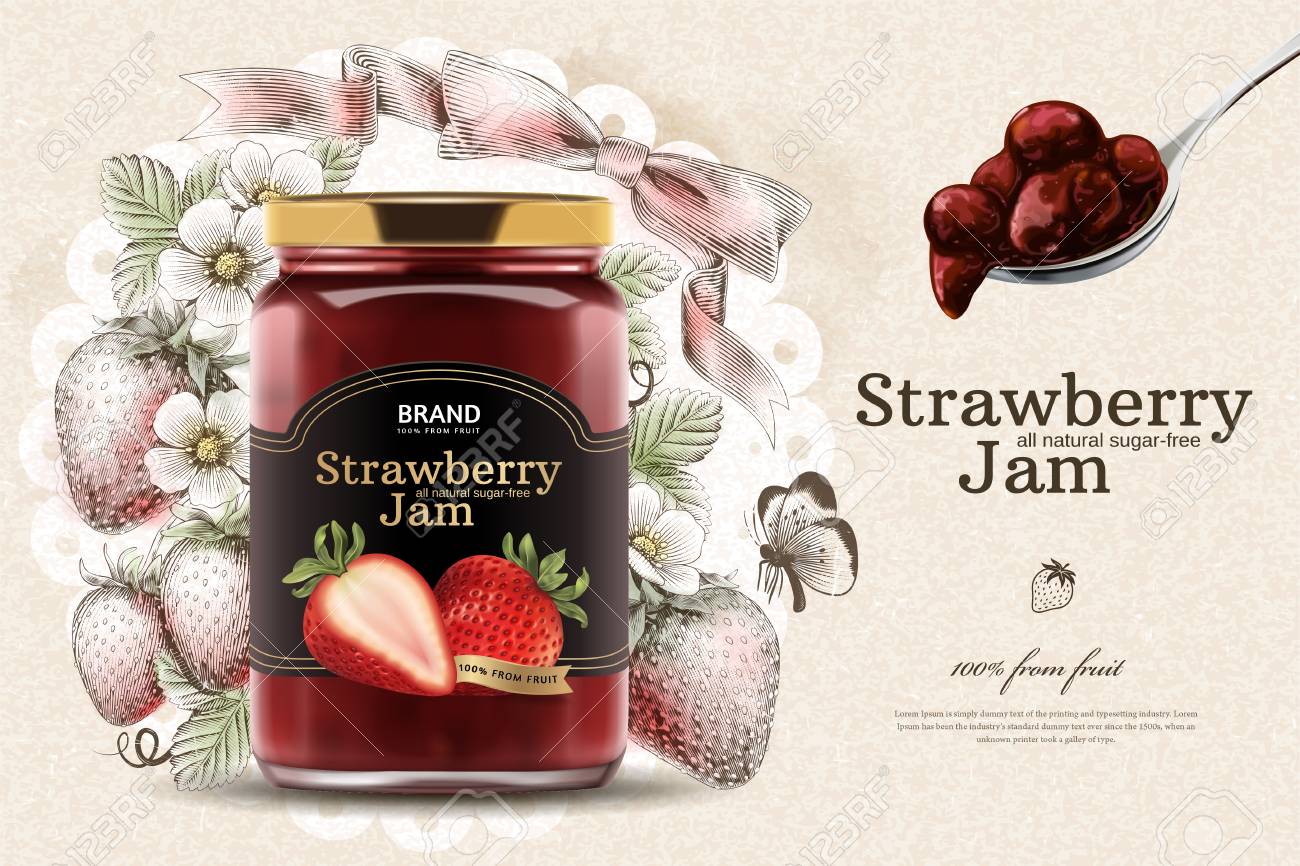 BRAND
100% FROM FRUIT
Strawberry
all natural sugar-free
Jam
100% FROM FRUIT
Strawberry
all natural sugar-free
Jam
100% from fruit
Lorem Ipsum is simply dummy text of the printing and typesetting industry. Lorem
Ipsum has been the industry's standard dummy text ever since the 1500s, when an
unknown printer took a galley of type.
123RF